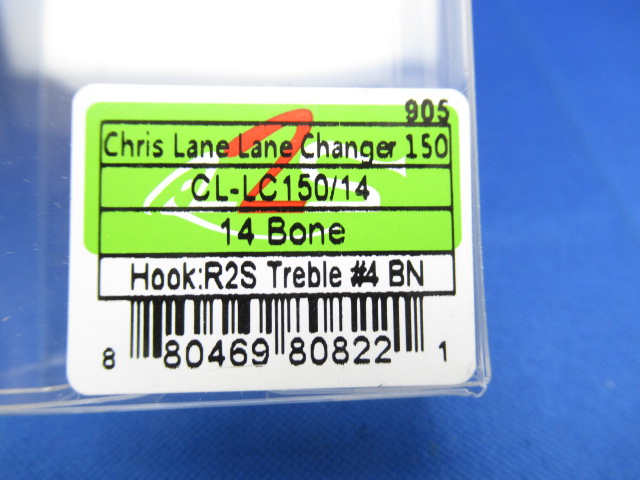 905
Chris Lane Lane Changer 150
CL-LC150/14
14 Bone
Hook:R2S Treble #4 BN
8 80469 80822 1